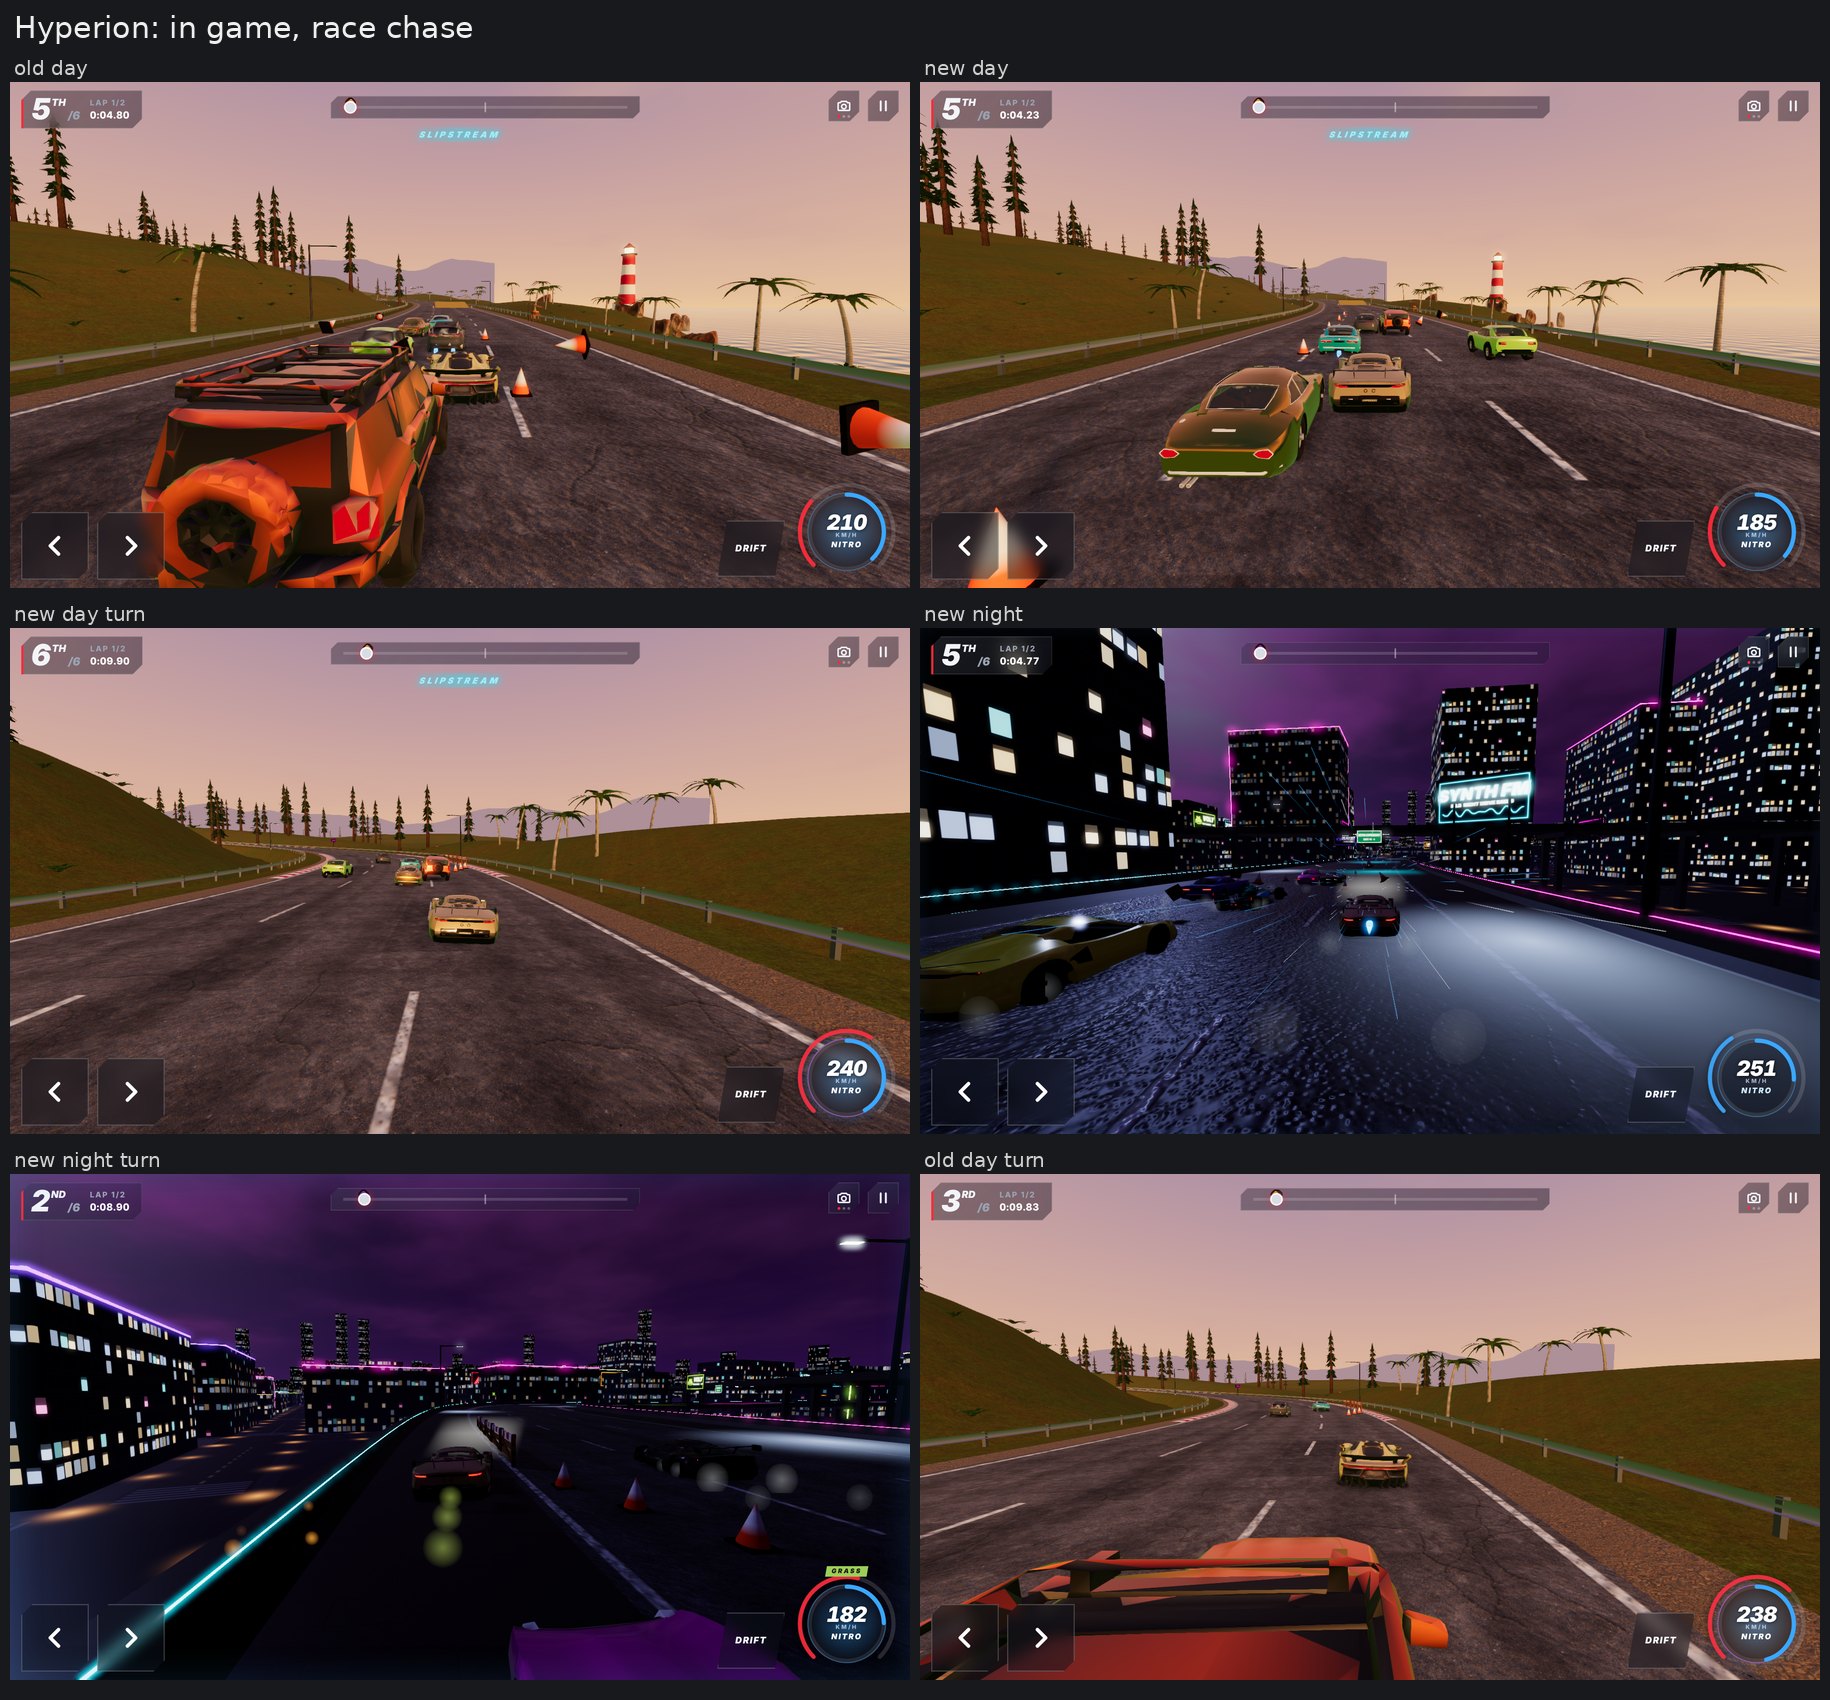 Hyperion: in game, race chase
old day
5TH /6 LAP 1/2 0:04.80
SLIPSTREAM
DRIFT
210
KM/H
NITRO
new day
5TH /6 LAP 1/2 0:04.23
SLIPSTREAM
DRIFT
185
KM/H
NITRO
new day turn
6TH /6 LAP 1/2 0:09.90
SLIPSTREAM
DRIFT
240
KM/H
NITRO
new night
5TH /6 LAP 1/2 0:04.77
SYNTH FM
DRIFT
251
KM/H
NITRO
new night turn
2ND /6 LAP 1/2 0:08.90
GRASS
DRIFT
182
KM/H
NITRO
old day turn
3RD /6 LAP 1/2 0:09.83
DRIFT
238
KM/H
NITRO